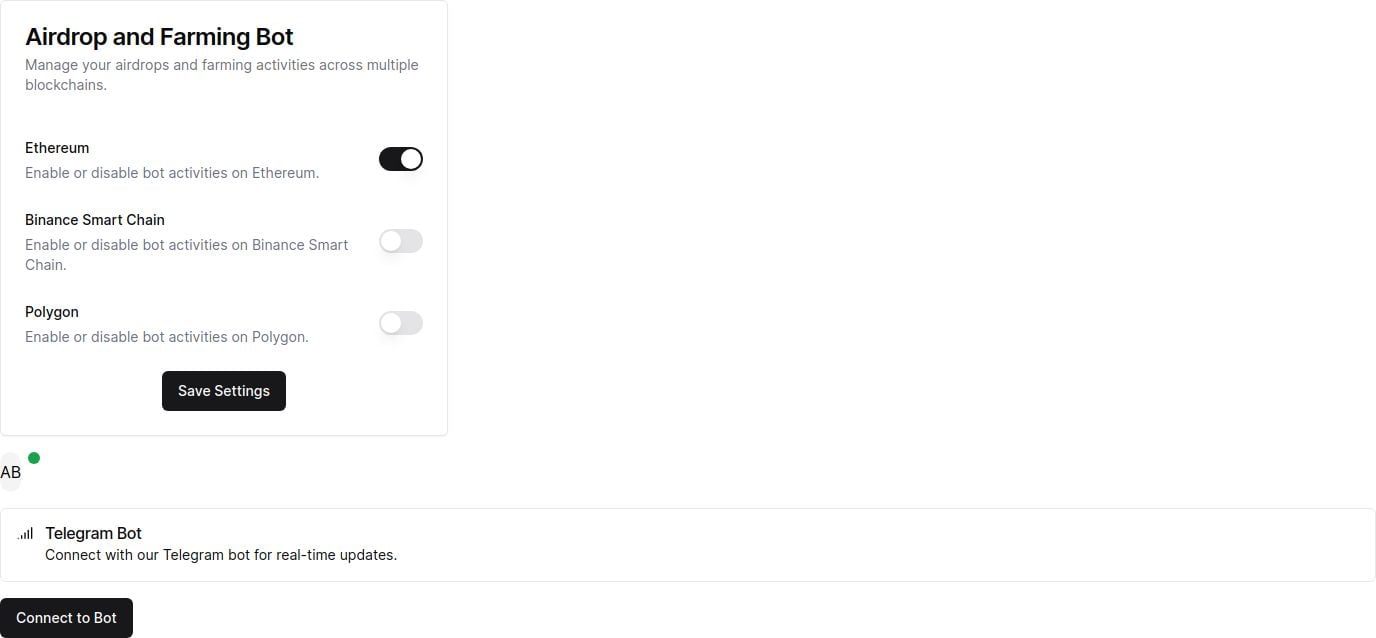 Airdrop and Farming Bot
Manage your airdrops and farming activities across multiple
blockchains.
Ethereum
Enable or disable bot activities on Ethereum.
Binance Smart Chain
Enable or disable bot activities on Binance Smart
Chain.
Polygon
Enable or disable bot activities on Polygon.
Save Settings
AB
Telegram Bot
Connect with our Telegram bot for real-time updates.
Connect to Bot